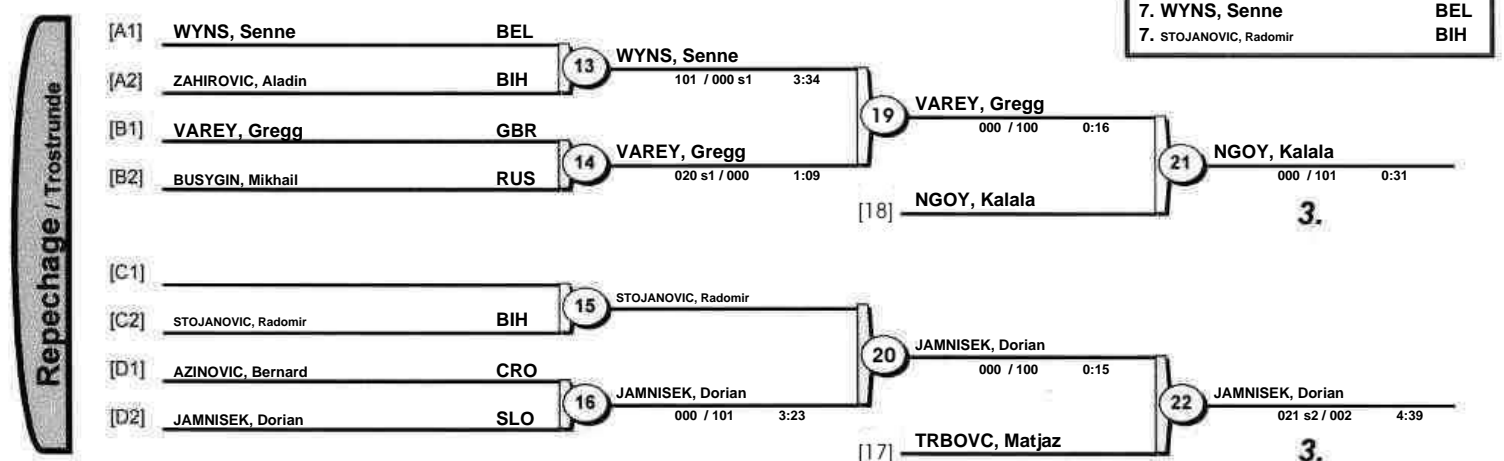 7. WYNS, Senne BEL
7. STOJANOVIC, Radomir BIH
Repechage / Trostrunde
[A1] WYNS, Senne BEL
[A2] ZAHIROVIC, Aladin BIH
13
WYNS, Senne
101 / 000 s1 3:34
[B1] VAREY, Gregg GBR
[B2] BUSYGIN, Mikhail RUS
14
VAREY, Gregg
020 s1 / 000 1:09
19
VAREY, Gregg
000 / 100 0:16
[18] NGOY, Kalala
21
NGOY, Kalala
000 / 101 0:31
3.
[C1]
[C2] STOJANOVIC, Radomir BIH
15
STOJANOVIC, Radomir
[D1] AZINOVIC, Bernard CRO
[D2] JAMNISEK, Dorian SLO
16
JAMNISEK, Dorian
000 / 101 3:23
20
JAMNISEK, Dorian
000 / 100 0:15
[17] TRBOVC, Matjaz
22
JAMNISEK, Dorian
021 s2 / 002 4:39
3.